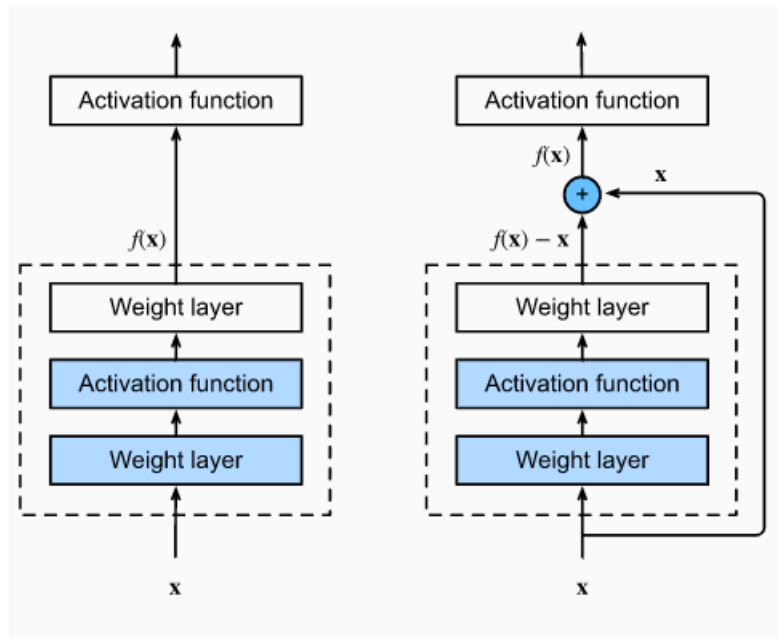 Activation function
f(x)
Weight layer
Activation function
Weight layer
x
Activation function
f(x)
x
+
f(x) − x
Weight layer
Activation function
Weight layer
x